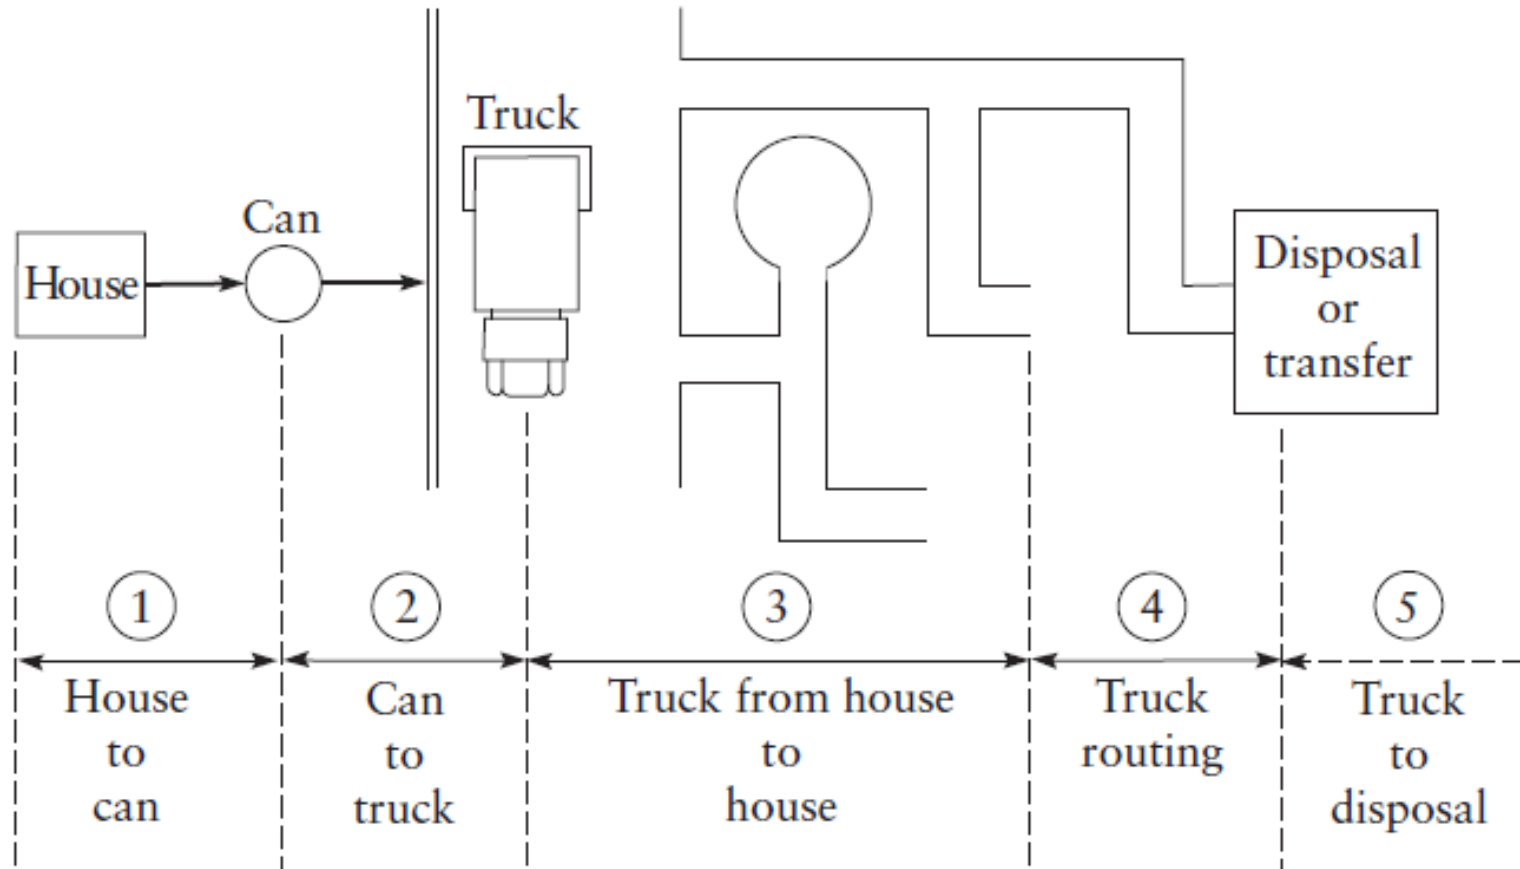 Truck
Can
House
Disposal
or
transfer
1
2
3
4
5
House
to
can
Can
to
truck
Truck from house
to
house
Truck
routing
Truck
to
disposal